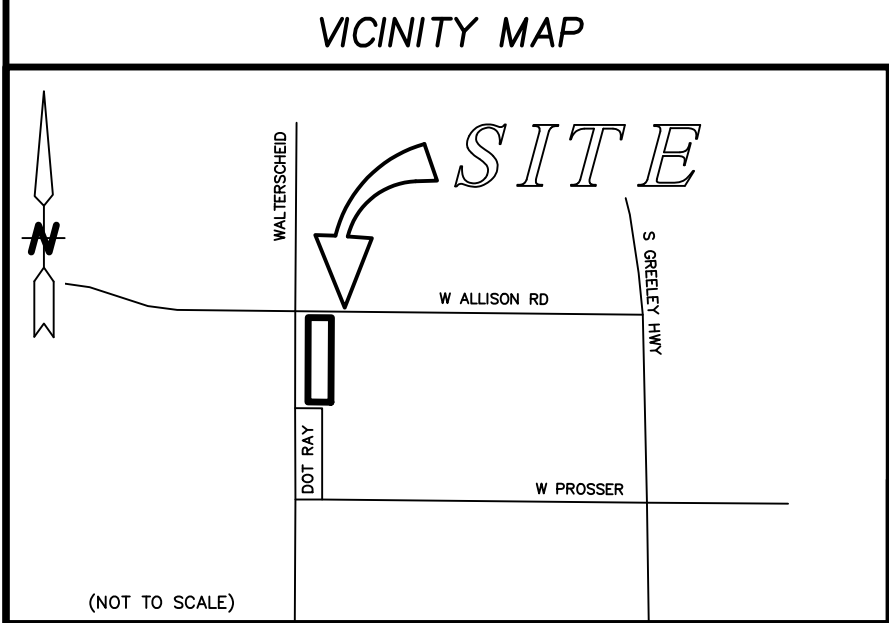 VICINITY MAP
SITE
WALTERSCHEID
N
S GREELEY HWY
W ALLISON RD
DOT RAY
W PROSSER
(NOT TO SCALE)